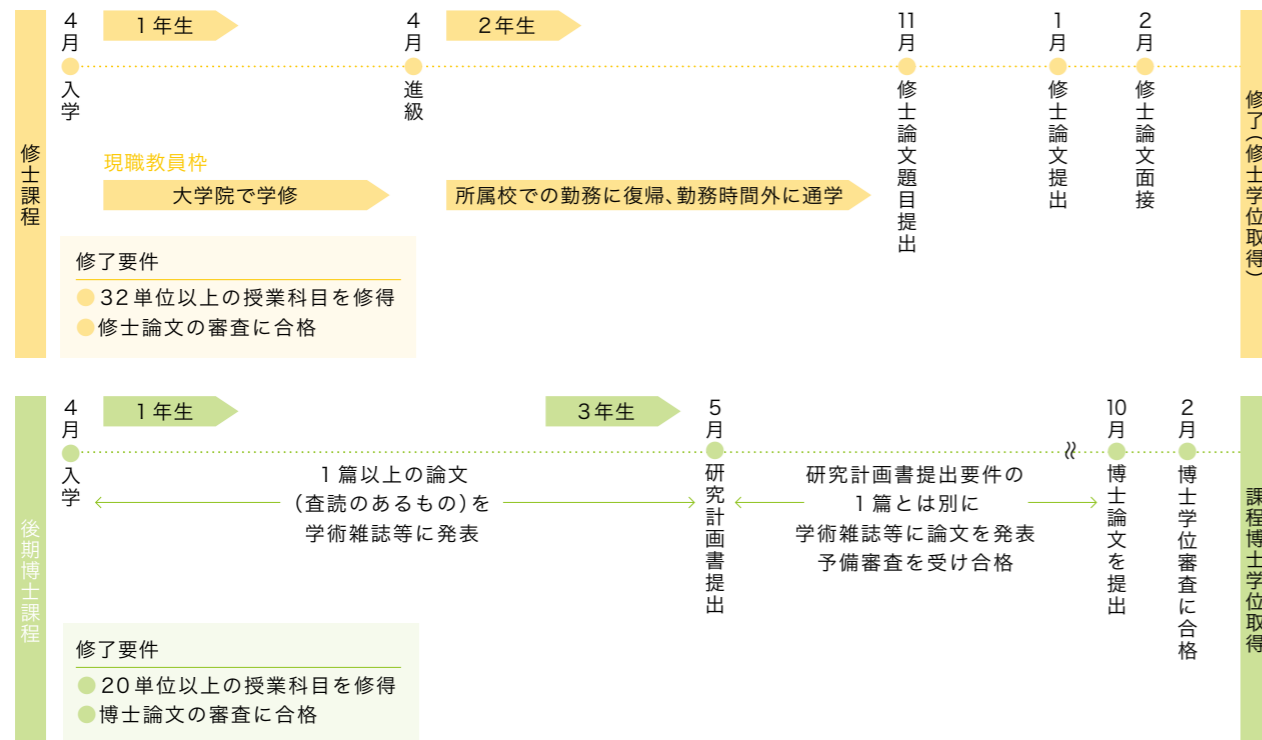 修士課程
4月
入学
1年生
4月
進級
2年生
11月
修士論文題目提出
1月
修士論文提出
2月
修士論文面接
修了(修士学位取得)
現職教員枠
大学院で学修
所属校での勤務に復帰、勤務時間外に通学
修了要件
●32単位以上の授業科目を修得
●修士論文の審査に合格
後期博士課程
4月
入学
1年生
3年生
5月
研究計画書提出
10月
博士論文を提出
2月
博士学位審査に合格
課程博士学位取得
1篇以上の論文
(査読のあるもの)を
学術雑誌等に発表
研究計画書提出要件の
1篇とは別に
学術雑誌等に論文を発表
予備審査を受け合格
修了要件
●20単位以上の授業科目を修得
●博士論文の審査に合格